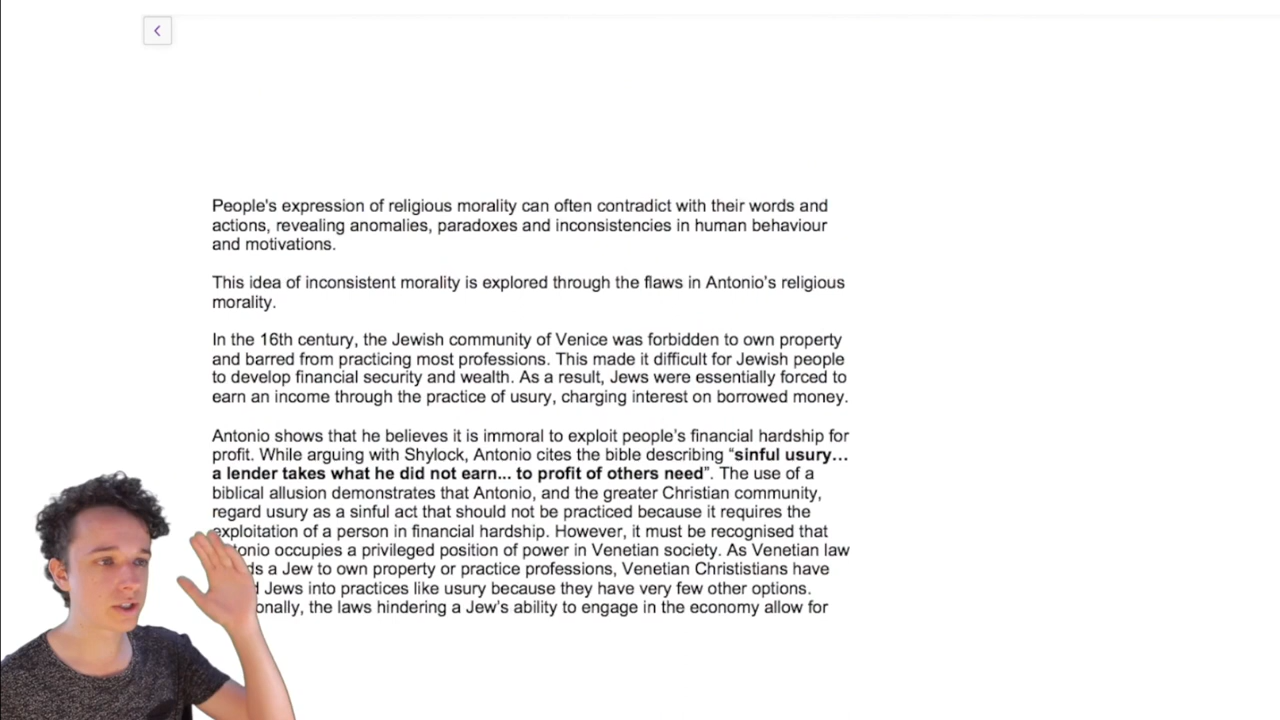 People's expression of religious morality can often contradict with their words and
actions, revealing anomalies, paradoxes and inconsistencies in human behaviour
and motivations.
This idea of inconsistent morality is explored through the flaws in Antonio's religious
morality.
In the 16th century, the Jewish community of Venice was forbidden to own property
and barred from practicing most professions. This made it difficult for Jewish people
to develop financial security and wealth. As a result, Jews were essentially forced to
earn an income through the practice of usury, charging interest on borrowed money.
Antonio shows that he believes it is immoral to exploit people's financial hardship for
profit. While arguing with Shylock, Antonio cites the bible describing “sinful usury...
a lender takes what he did not earn... to profit of others need”. The use of a
biblical allusion demonstrates that Antonio, and the greater Christian community,
regard usury as a sinful act that should not be practiced because it requires the
exploitation of a person in financial hardship. However, it must be recognised that
occupies a privileged position of power in Venetian society. As Venetian law
a Jew to own property or practice professions, Venetian Christistians have
Jews into practices like usury because they have very few other options.
the laws hindering a Jew's ability to engage in the economy allow for